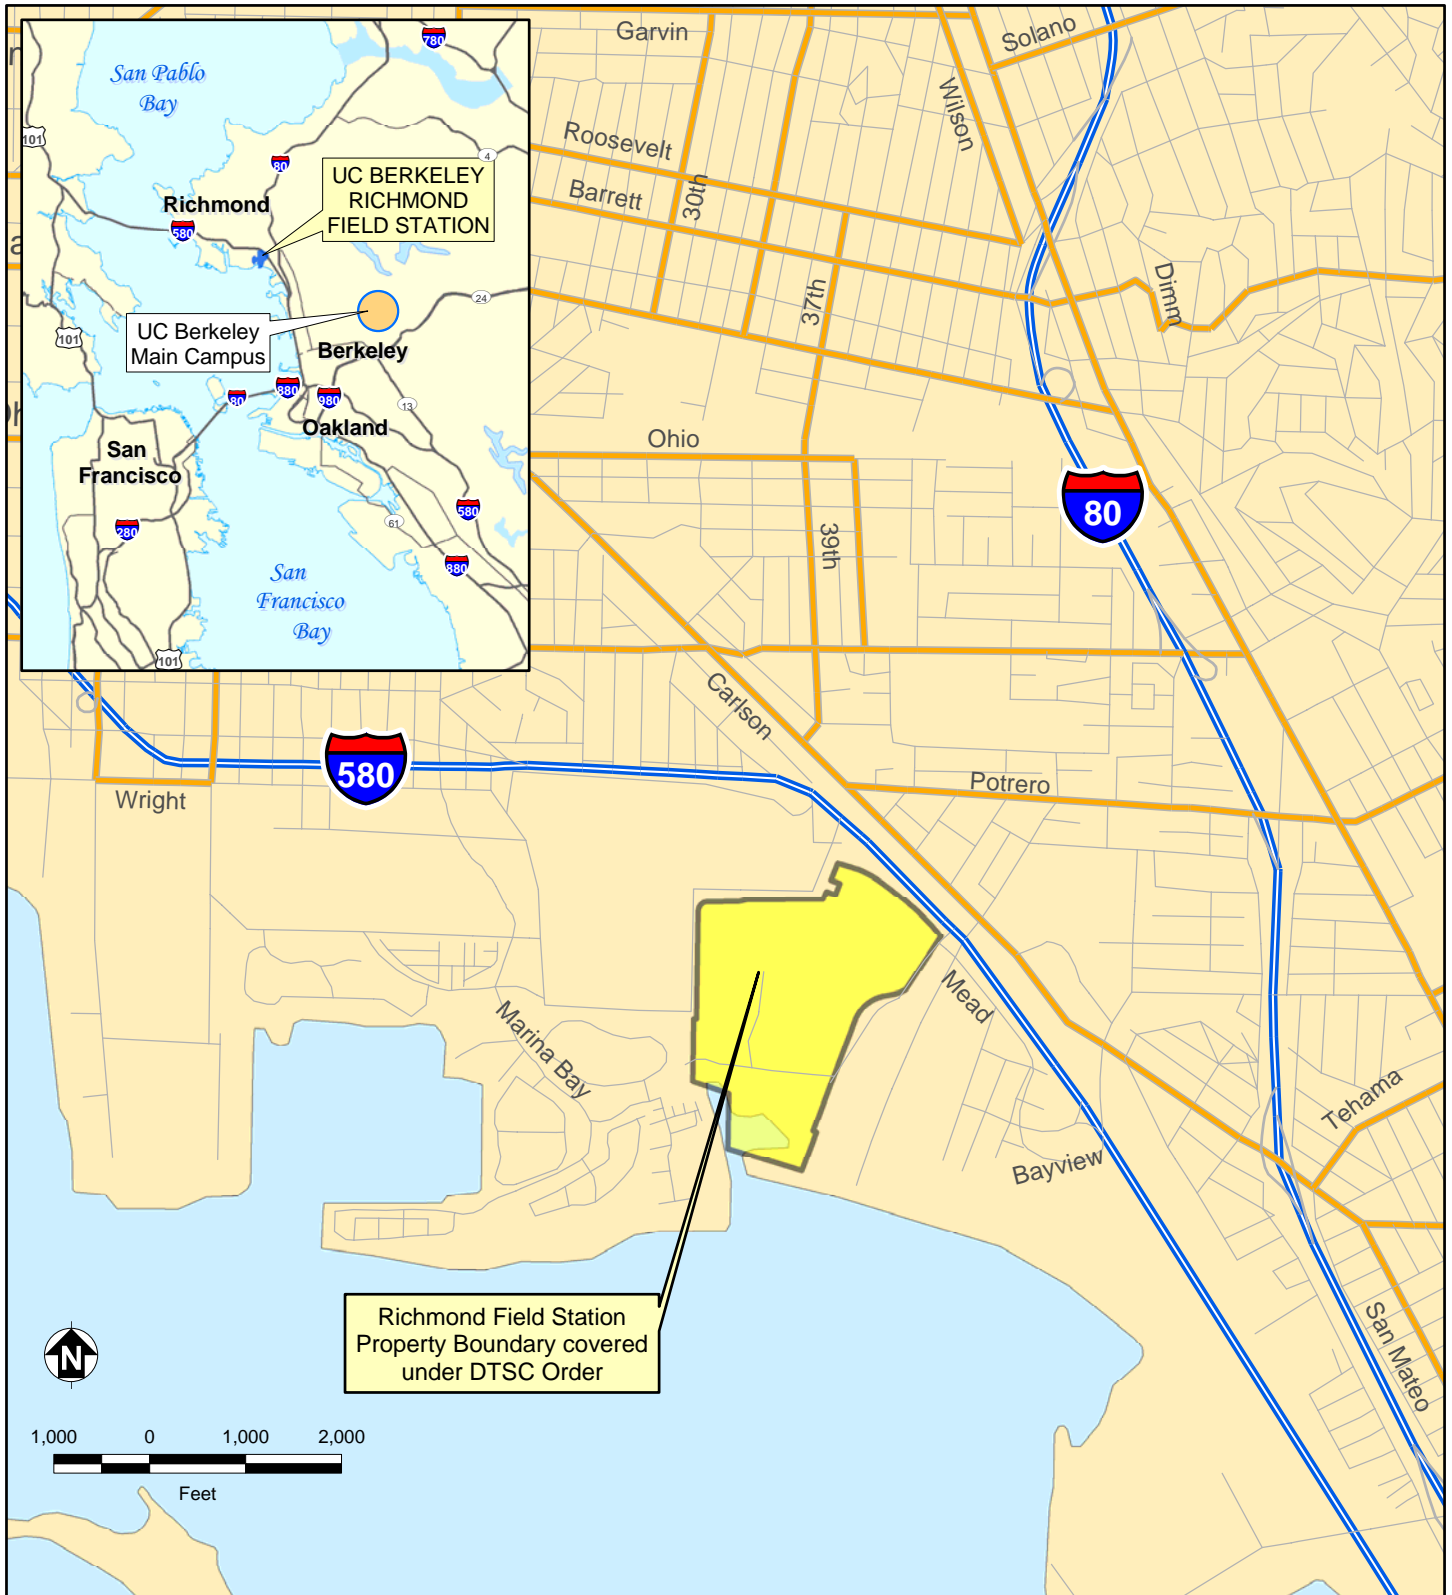 Garvin
Solano
Wilson
Roosevelt
Barrett
30th
37th
Dimm
Ohio
39th
80
Carlson
580
Wright
Potrero
Mead
Marina Bay
Bayview
Tehama
San Mateo
Richmond Field Station
Property Boundary covered
under DTSC Order
N
1,000 0 1,000 2,000
Feet
780
San Pablo
Bay
101
80
4
UC BERKELEY
RICHMOND
FIELD STATION
Richmond
580
24
101
UC Berkeley
Main Campus
Berkeley
80
880
980
13
Oakland
San
Francisco
280
61
580
880
San
Francisco
Bay
101